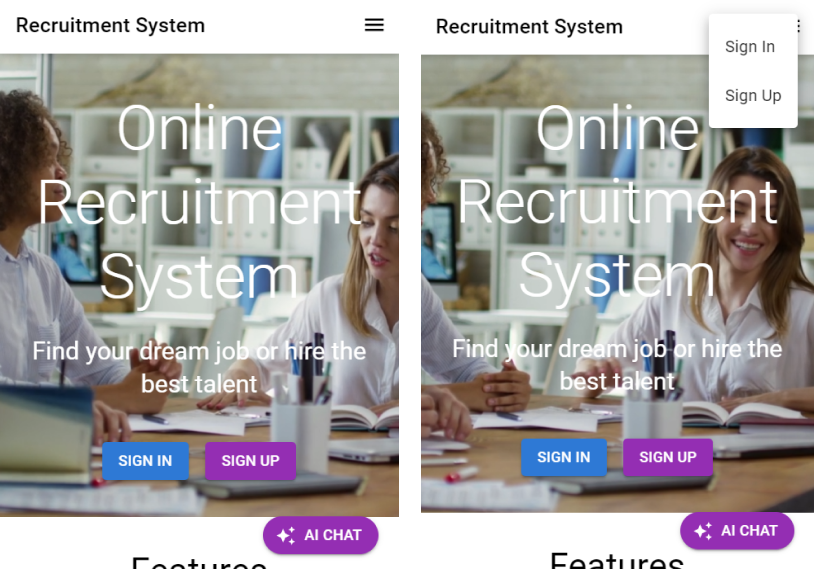 Recruitment System
Online
Recruitment
System
Find your dream job or hire the
best talent
SIGN IN
SIGN UP
AI CHAT
Features
Recruitment System
Sign In
Sign Up
Online
Recruitment
System
Find your dream job or hire the
best talent
SIGN IN
SIGN UP
AI CHAT
Features